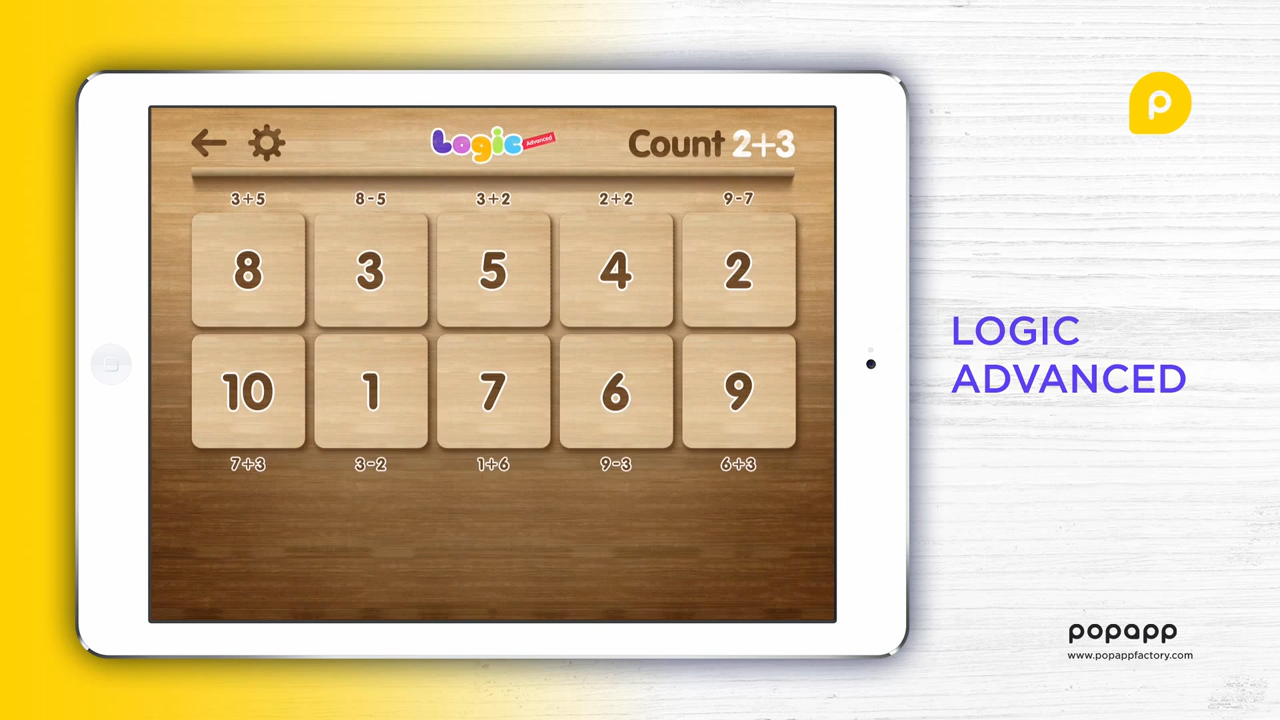 Logic Advanced
Count 2+3
3+5 8-5 3+2 2+2 9-7
8 3 5 4 2
10 1 7 6 9
7+3 3-2 1+6 9-3 6+3
LOGIC
ADVANCED
popapp
www.popappfactory.com